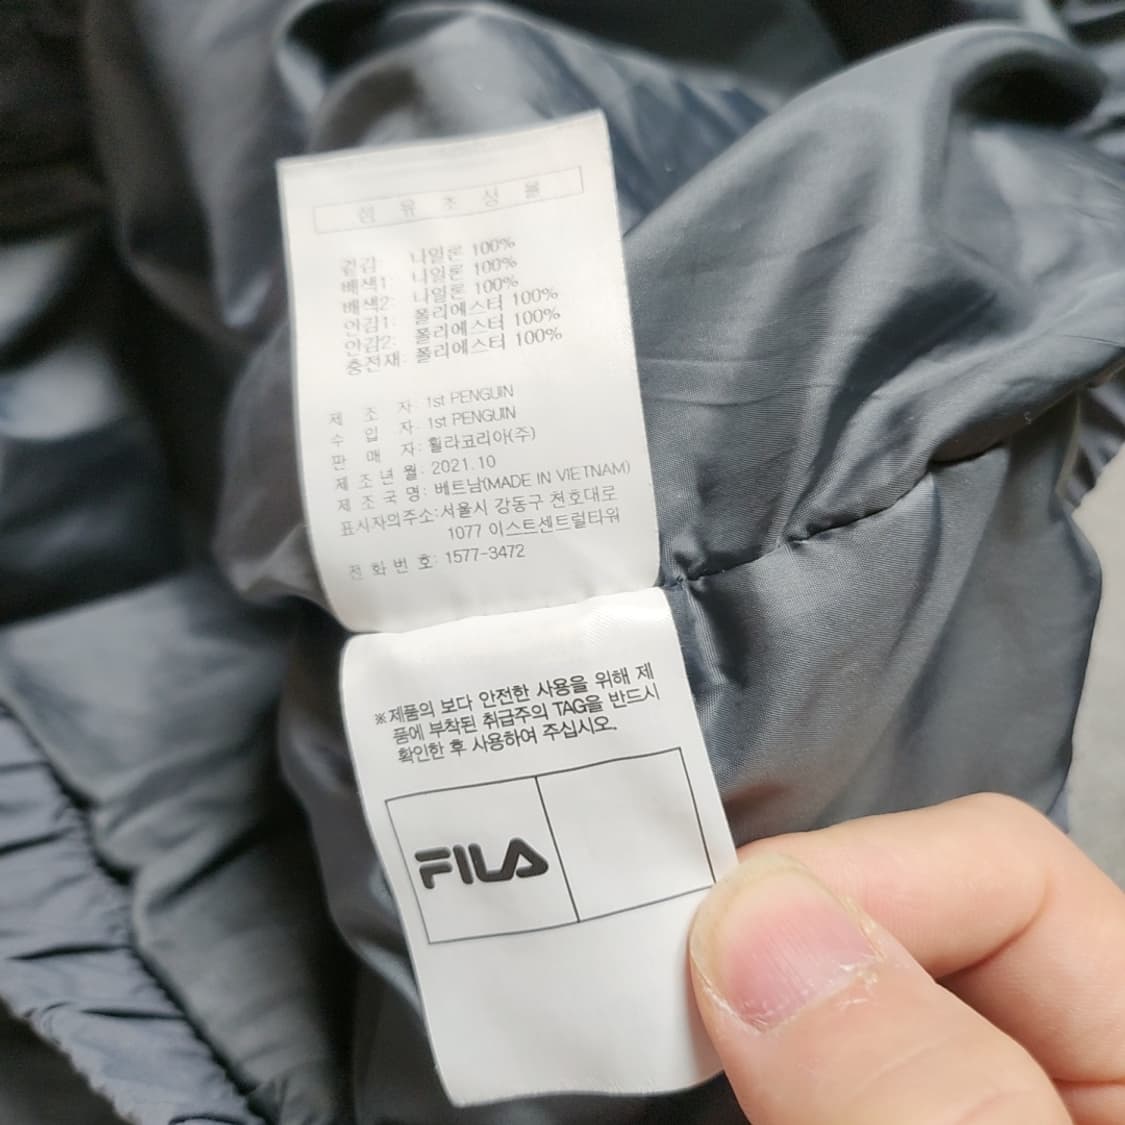 섬 유 조 성 율
겉감: 나일론 100%
배색1: 나일론 100%
배색2: 나일론 100%
안감1: 폴리에스터 100%
안감2: 폴리에스터 100%
충전재: 폴리에스터 100%
제 조 자: 1st PENGUIN
수 입 자: 1st PENGUIN
판 매 자: 휠라코리아(주)
제 조 년 월: 2021.10
제 조 국 명: 베트남(MADE IN VIETNAM)
표시자의주소: 서울시 강동구 천호대로
1077 이스트센트럴타워
전 화 번 호: 1577-3472
※제품의 보다 안전한 사용을 위해 제
품에 부착된 취급주의 TAG을 반드시
확인한 후 사용하여 주십시오.
FILA